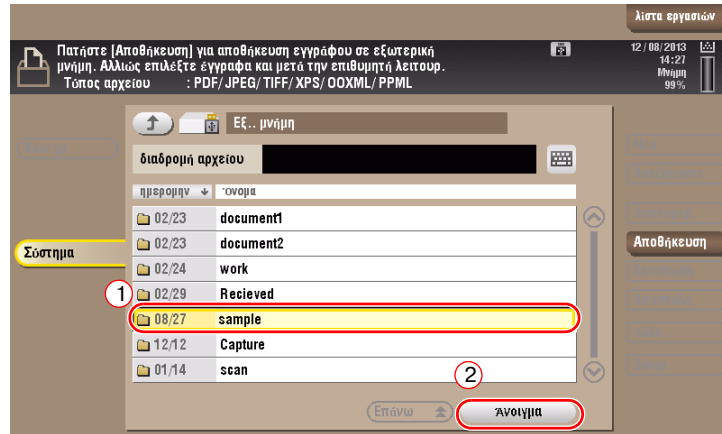 λίστα εργασιών
Πατήστε [Αποθήκευση] για αποθήκευση εγγράφου σε εξωτερική
μνήμη. Αλλιώς επιλέξτε έγγραφα και μετά την επιθυμητή λειτουρ.
Τύπος αρχείου : PDF/JPEG/TIFF/XPS/OOXML/PPML
12/08/2013
14:27
Μνήμη
99%
Εξ.. μνήμη
διαδρομή αρχείου
ημερομην Όνομα
02/23 document1
02/23 document2
Σύστημα
Αποθήκευση
02/24 work
1
02/29 Recieved
08/27 sample
12/12 Capture
01/14 scan
2
Επάνω
Άνοιγμα